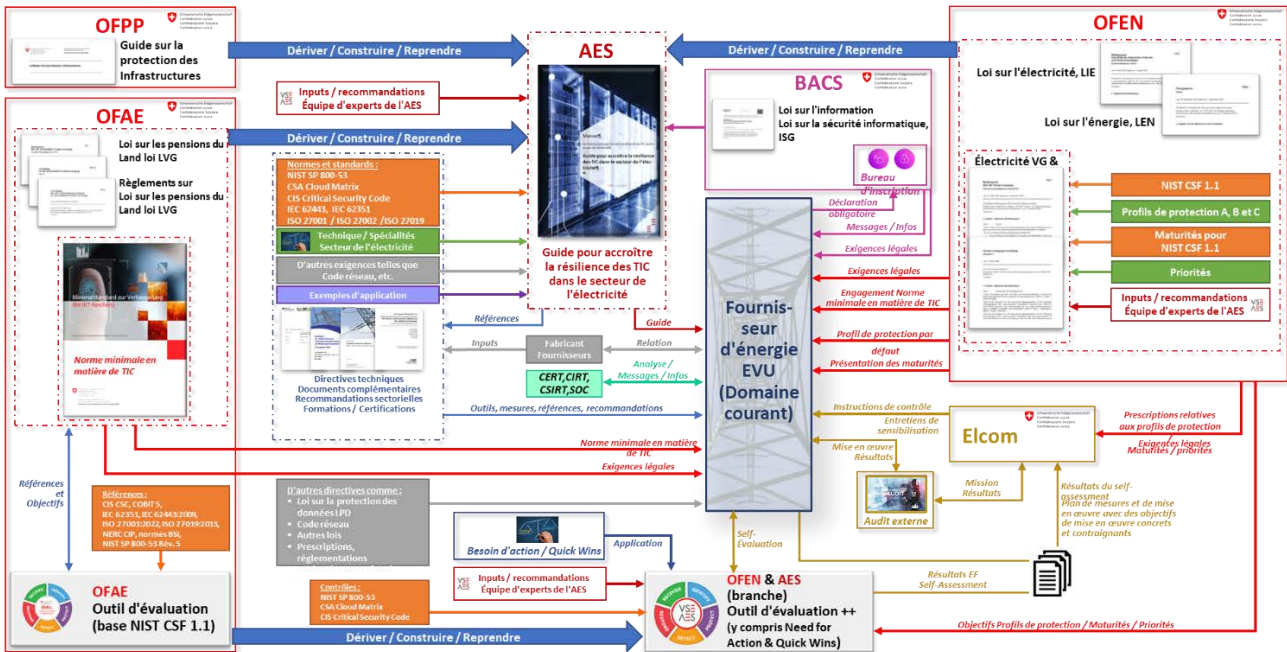 OFPP
Guide sur la
protection des
Infrastructures
Dériver / Construire / Reprendre
AES
Dériver / Construire / Reprendre
OFEN
Loi sur l'électricité, LIE
Loi sur l'énergie, LEN
Électricité VG &
NIST CSF 1.1
Profils de protection A, B et C
Maturités pour
NIST CSF 1.1
Priorités
Inputs / recommandations
Équipe d'experts de l'AES
VSE
AES
Inputs / recommandations
Équipe d'experts de l'AES
VSE
AES
BACS
Loi sur l'information
Loi sur la sécurité informatique,
ISG
Bureau
d'inscription
OFAE
Loi sur les pensions du
Land loi LVG
Règlements sur
Loi sur les pensions du
Land loi LVG
Dériver / Construire / Reprendre
Normes et standards :
NIST SP 800-53
CSA Cloud Matrix
CIS Critical Security Code
IEC 62443, IEC 62351
ISO 27001 / ISO 27002 /ISO 27019
Technique / Spécialités
Secteur de l'électricité
D'autres exigences telles que
Code réseau, etc.
Exemples d'application
Directives techniques
Documents complémentaires
Recommandations sectorielles
Formations / Certifications
Guide pour accroître
la résilience des TIC
dans le secteur de
l'électricité
Norme minimale en
matière de TIC
Déclaration
obligatoire
Messages / Infos
Exigences légales
Exigences légales
Engagement Norme
minimale en matière de TIC
Profil de protection par
défaut
Présentation des maturités
Références
Guide
Inputs
Fabricant
Fournisseurs
Relation
CERT,CIRT,
CSIRT,SOC
Analyse /
Messages / Infos
Outils, mesures, références, recommandations
Fournis-
seur
d'énergie
EVU
(Domaine
courant)
Instructions de contrôle
Entretiens de
sensibilisation
Elcom
Prescriptions relatives
aux profils de protection
/
Exigences légales
Maturités / priorités
Mise en œuvre
Résultats
Mission
Résultats
Audit externe
Résultats du self-
assessment
Plan de mesures et de mise
en œuvre avec des objectifs
de mise en œuvre concrets
et contraignants
Norme minimale en matière
de TIC
Exigences légales
Références
et
Objectifs
Références :
CIS CSC, COBIT 5,
IEC 62351, IEC 62443:2009,
ISO 27001:2022, ISO 27019:2013,
NERC CIP, normes BSI,
NIST SP 800-53 Rév. 5
D'autres directives comme :
Loi sur la protection des
données LPD
Code réseau
Autres lois
Prescriptions,
réglementations
Besoin d'action / Quick Wins
Application
Self-
Évaluation
Inputs / recommandations
Équipe d'experts de l'AES
VSE
AES
Contrôles :
NIST SP 800-53
CSA Cloud Matrix
CIS Critical Security Code
OFAE
Outil d'évaluation
(base NIST CSF 1.1)
Dériver / Construire / Reprendre
VSE
AES
OFEN & AES
(branche)
Outil d'évaluation ++
(y compris Need for
Action & Quick Wins)
Résultats EF
Self-Assessment
Objectifs Profils de protection / Maturités / Priorités